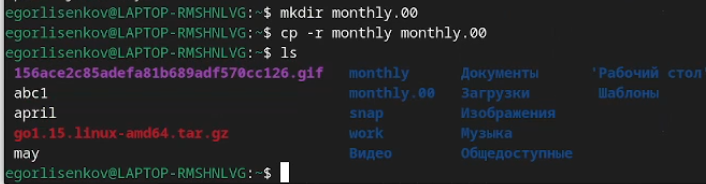 egorlisenkov@LAPTOP-RMSHNLVG:~$ mkdir monthly.00
egorlisenkov@LAPTOP-RMSHNLVG:~$ cp -r monthly monthly.00
egorlisenkov@LAPTOP-RMSHNLVG:~$ ls
156ace2c85adefa81b689adf570cc126.gif monthly Документы 'Рабочий стол'
abc1 monthly.00 Загрузки Шаблоны
april snap Изображения
go1.15.linux-amd64.tar.gz work Музыка
may Видео Общедоступные
egorlisenkov@LAPTOP-RMSHNLVG:~$